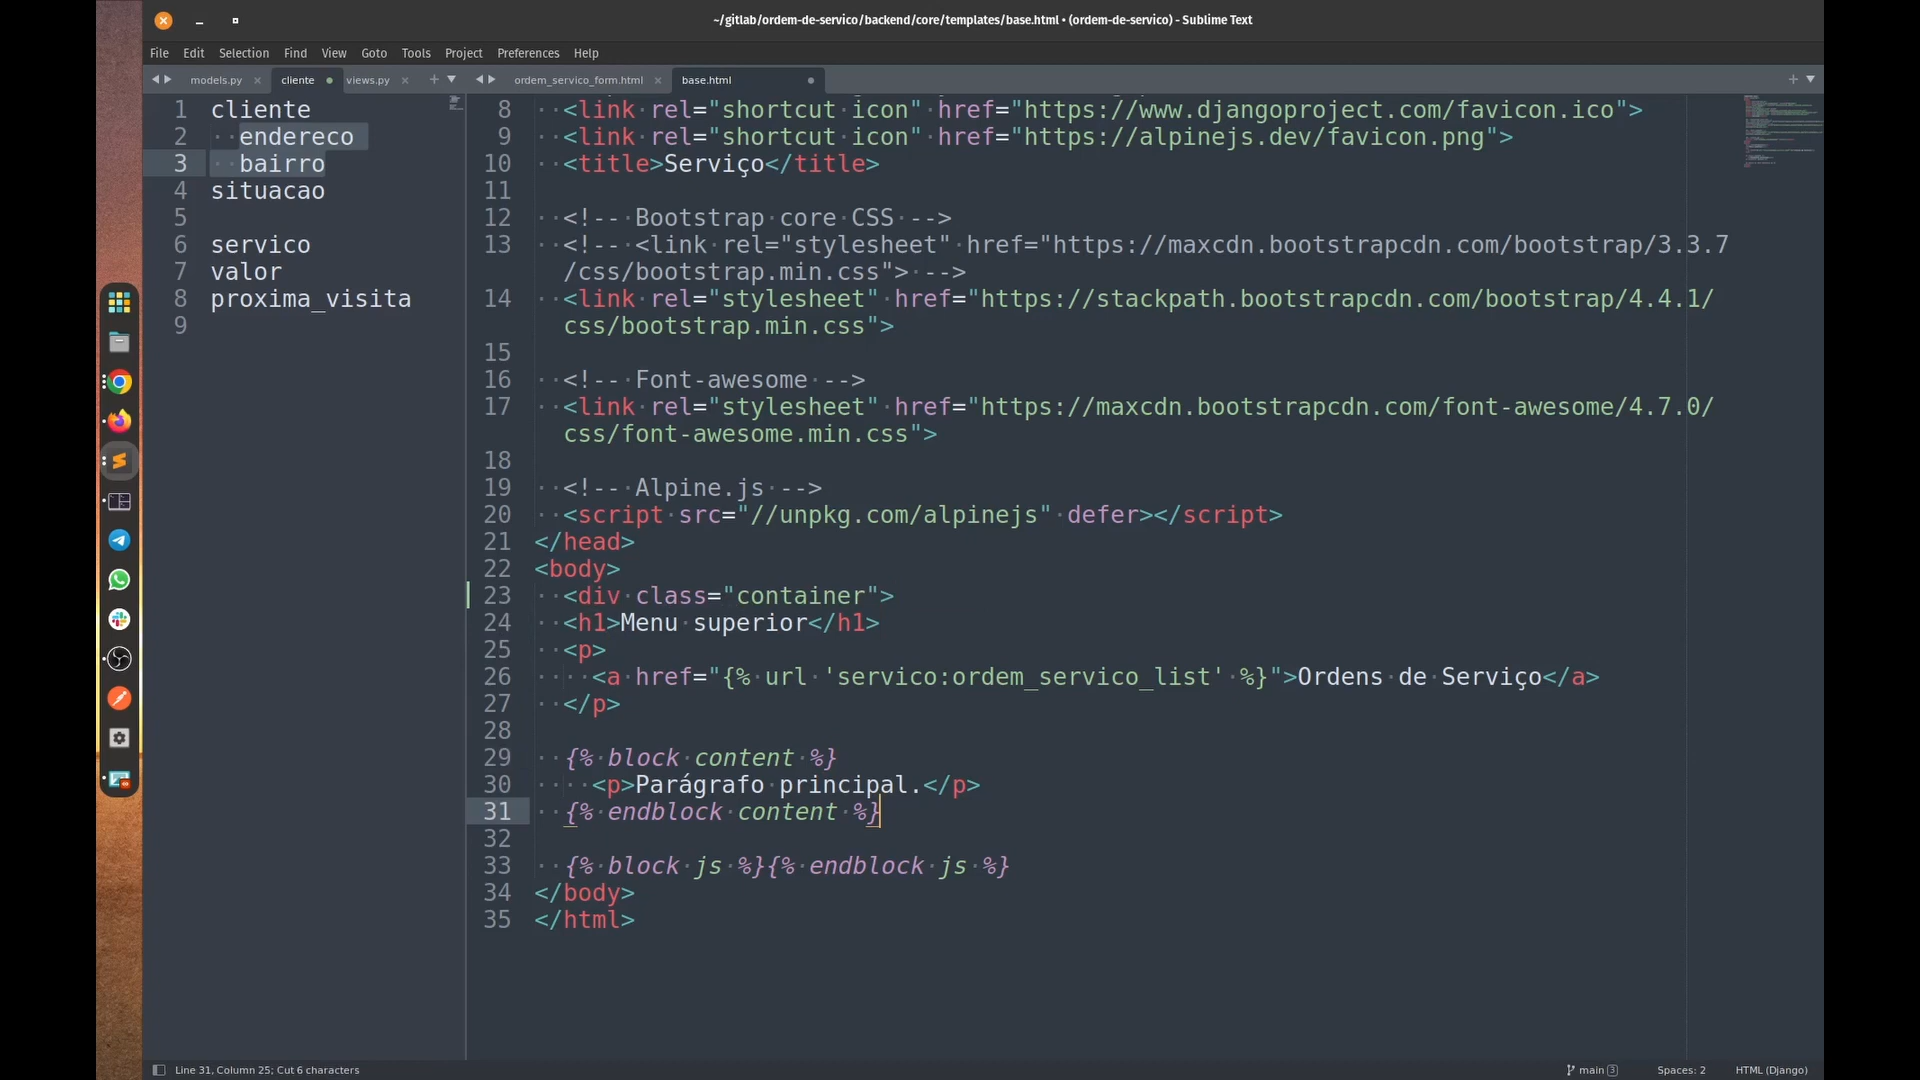 ~/gitlab/ordem-de-servico/backend/core/templates/base.html • (ordem-de-servico) - Sublime Text
File Edit Selection Find View Goto Tools Project Preferences Help
models.py × cliente views.py × + ordem_servico_form.html × base.html +
1 cliente
2 endereco
3 bairro
4 situacao
5
6 servico
7 valor
8 proxima_visita
9
8 <link rel="shortcut icon" href="https://www.djangoproject.com/favicon.ico">
9 <link rel="shortcut icon" href="https://alpinejs.dev/favicon.png">
10 <title>Serviço</title>
11
12 <!-- Bootstrap core CSS -->
13 <!-- <link rel="stylesheet" href="https://maxcdn.bootstrapcdn.com/bootstrap/3.3.7
/css/bootstrap.min.css"> -->
14 <link rel="stylesheet" href="https://stackpath.bootstrapcdn.com/bootstrap/4.4.1/
css/bootstrap.min.css">
15
16 <!-- Font-awesome -->
17 <link rel="stylesheet" href="https://maxcdn.bootstrapcdn.com/font-awesome/4.7.0/
css/font-awesome.min.css">
18
19 <!-- Alpine.js -->
20 <script src="//unpkg.com/alpinejs" defer></script>
21 </head>
22 <body>
23 <div class="container">
24 <h1>Menu superior</h1>
25 <p>
26 <a href="{% url 'servico:ordem_servico_list' %}">Ordens de Serviço</a>
27 </p>
28
29 {% block content %}
30 <p>Parágrafo principal.</p>
31 {% endblock content %}
32
33 {% block js %}{% endblock js %}
34 </body>
35 </html>
Line 31, Column 25; Cut 6 characters main 3 Spaces: 2 HTML (Django)